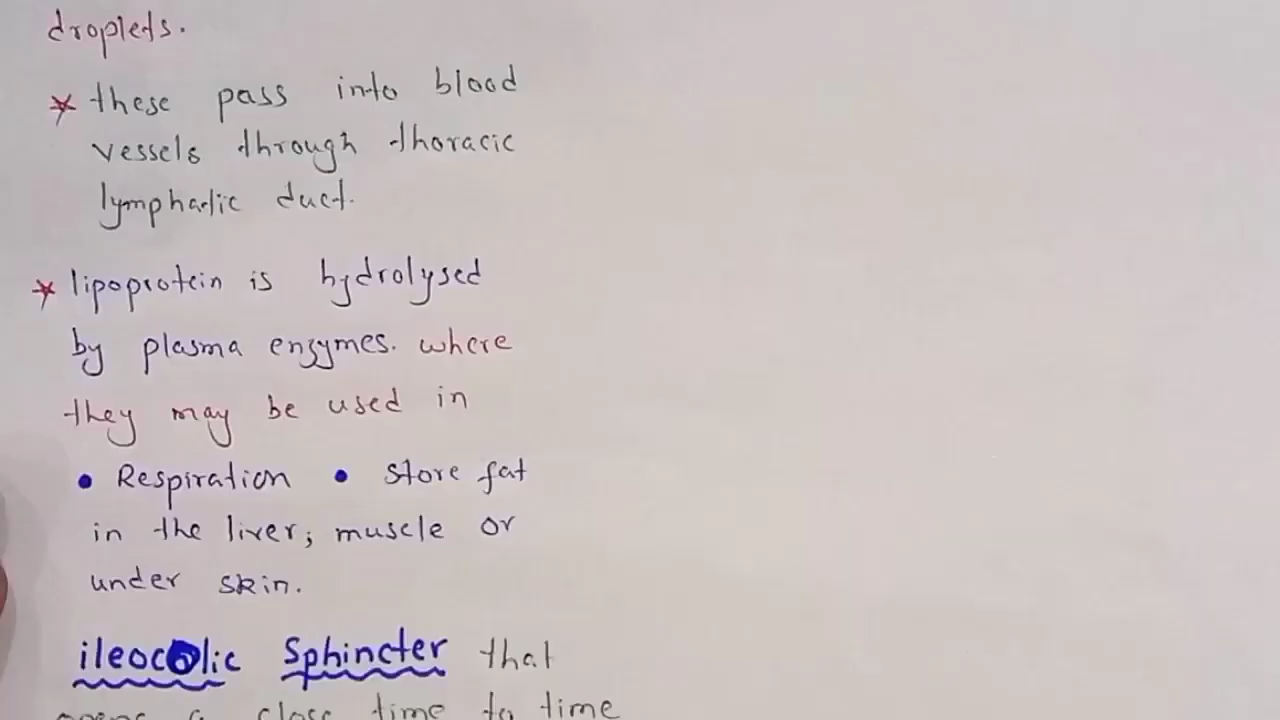 droplets.
* these pass into blood
vessels through thoracic
lymphatic duct.
* lipoprotein is hydrolysed
by plasma enzymes. where
they may be used in
• Respiration • store fat
in the liver, muscle or
under skin.
ileocolic Sphincter that
opens a close time to time